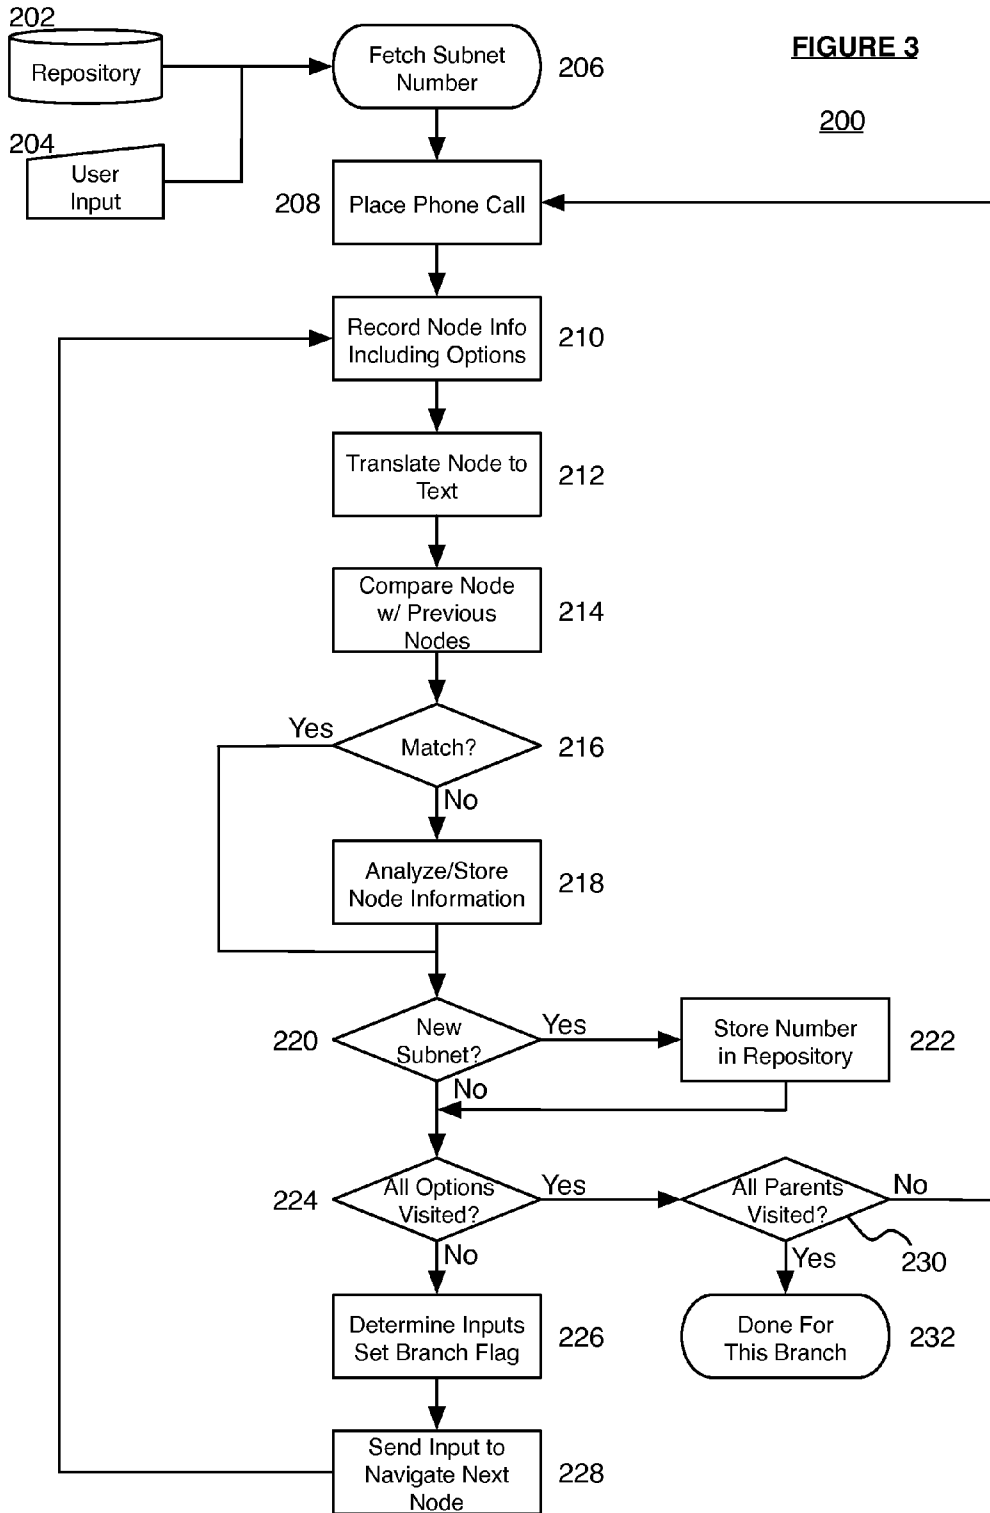 202
Repository
Fetch Subnet
Number
206
FIGURE 3
200
204
User
Input
208
Place Phone Call
Record Node Info
Including Options
210
Translate Node to
Text
212
Compare Node
w/ Previous
Nodes
214
Yes
Match?
216
No
Analyze/Store
Node Information
218
220
New
Subnet?
Yes
Store Number
in Repository
222
No
224
All Options
Visited?
Yes
All Parents
Visited?
No
230
No
Yes
Determine Inputs
Set Branch Flag
226
Done For
This Branch
232
Send Input to
Navigate Next
Node
228